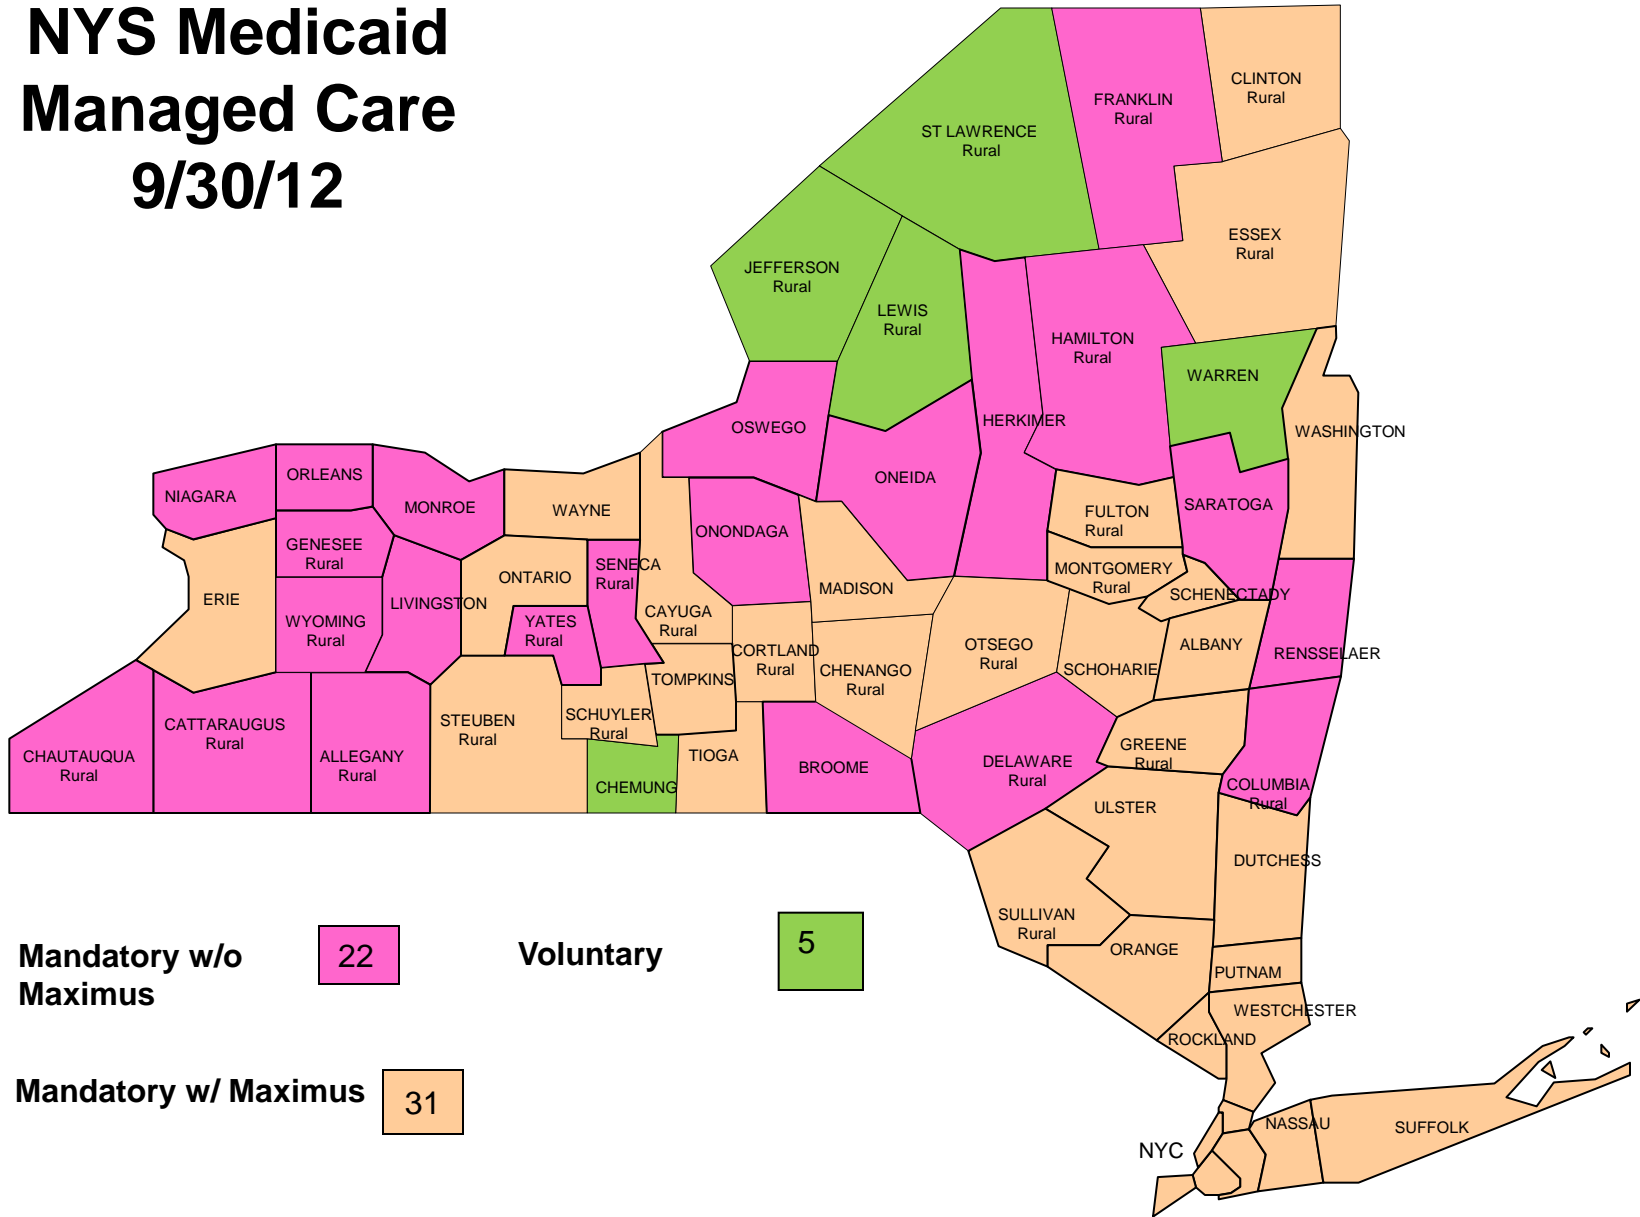 NYS Medicaid
Managed Care
9/30/12
CLINTON
Rural
FRANKLIN
Rural
ST LAWRENCE
Rural
ESSEX
Rural
JEFFERSON
Rural
LEWIS
Rural
HAMILTON
Rural
WARREN
HERKIMER
OSWEGO
WASHINGTON
ONEIDA
ORLEANS
NIAGARA
MONROE
WAYNE
SARATOGA
FULTON
Rural
ONONDAGA
GENESEE
Rural
SENECA
Rural
ONTARIO
MONTGOMERY
Rural
MADISON
SCHENECTADY
ERIE
LIVINGSTON
CAYUGA
Rural
WYOMING
Rural
YATES
Rural
OTSEGO
Rural
ALBANY
RENSSELAER
CORTLAND
Rural
CHENANGO
Rural
SCHOHARIE
TOMPKINS
SCHUYLER
Rural
STEUBEN
Rural
CATTARAUGUS
Rural
CHAUTAUQUA
Rural
ALLEGANY
Rural
TIOGA
CHEMUNG
BROOME
DELAWARE
Rural
GREENE
Rural
COLUMBIA
Rural
ULSTER
DUTCHESS
SULLIVAN
Rural
ORANGE
PUTNAM
WESTCHESTER
ROCKLAND
NASSAU
SUFFOLK
NYC
Mandatory w/o
Maximus
22
Voluntary
5
Mandatory w/ Maximus
31